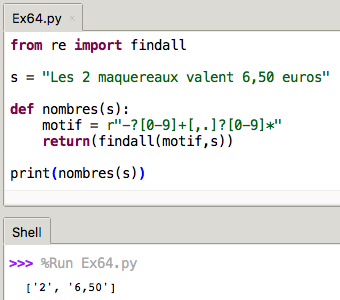 Ex64.py ×
from re import findall
s = "Les 2 maquereaux valent 6,50 euros"
def nombres(s):
    motif = r"-?[0-9]+[,.]?[0-9]*"
    return(findall(motif,s))
print(nombres(s))
Shell
>>> %Run Ex64.py
['2', '6,50']